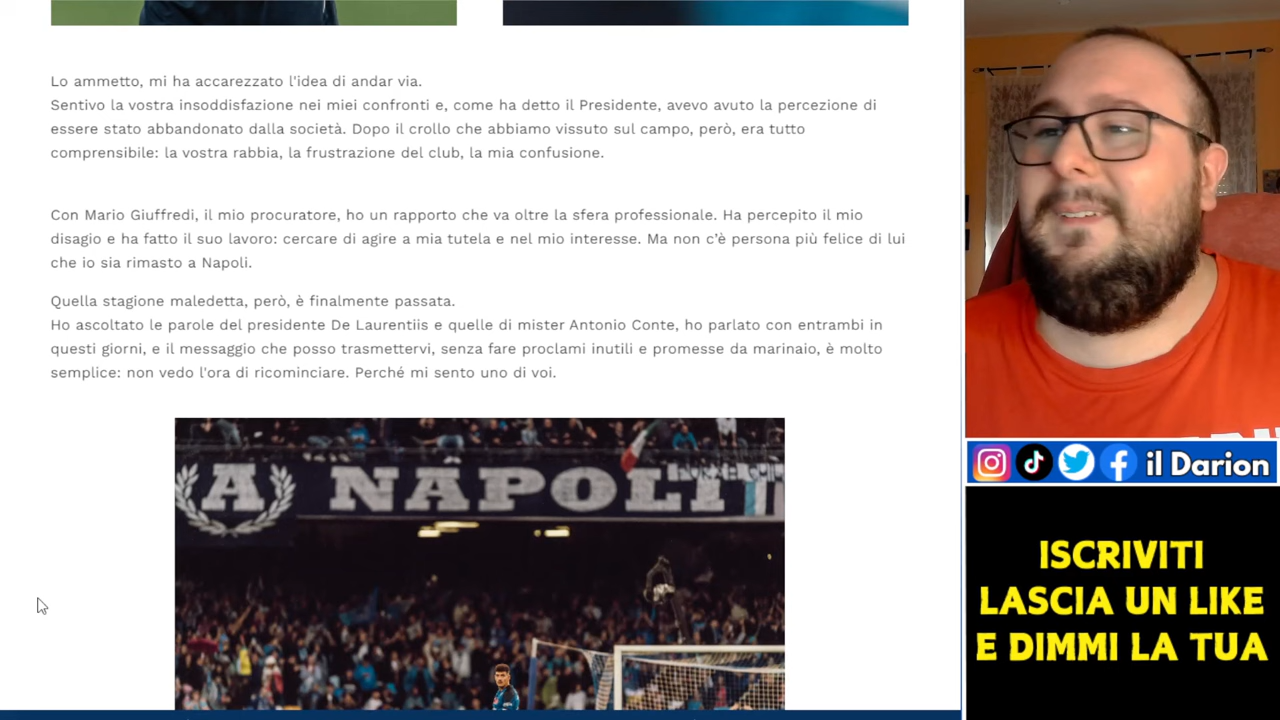 Lo ammetto, mi ha accarezzato l'idea di andar via.
Sentivo la vostra insoddisfazione nei miei confronti e, come ha detto il Presidente, avevo avuto la percezione di
essere stato abbandonato dalla società. Dopo il crollo che abbiamo vissuto sul campo, però, era tutto
comprensibile: la vostra rabbia, la frustrazione del club, la mia confusione.
Con Mario Giuffredi, il mio procuratore, ho un rapporto che va oltre la sfera professionale. Ha percepito il mio
disagio e ha fatto il suo lavoro: cercare di agire a mia tutela e nel mio interesse. Ma non c’è persona più felice di lui
che io sia rimasto a Napoli.
Quella stagione maledetta, però, è finalmente passata.
Ho ascoltato le parole del presidente De Laurentiis e quelle di mister Antonio Conte, ho parlato con entrambi in
questi giorni, e il messaggio che posso trasmettervi, senza fare proclami inutili e promesse da marinaio, è molto
semplice: non vedo l'ora di ricominciare. Perché mi sento uno di voi.
A NAPOLI
il Darion
ISCRIVITI
LASCIA UN LIKE
E DIMMI LA TUA